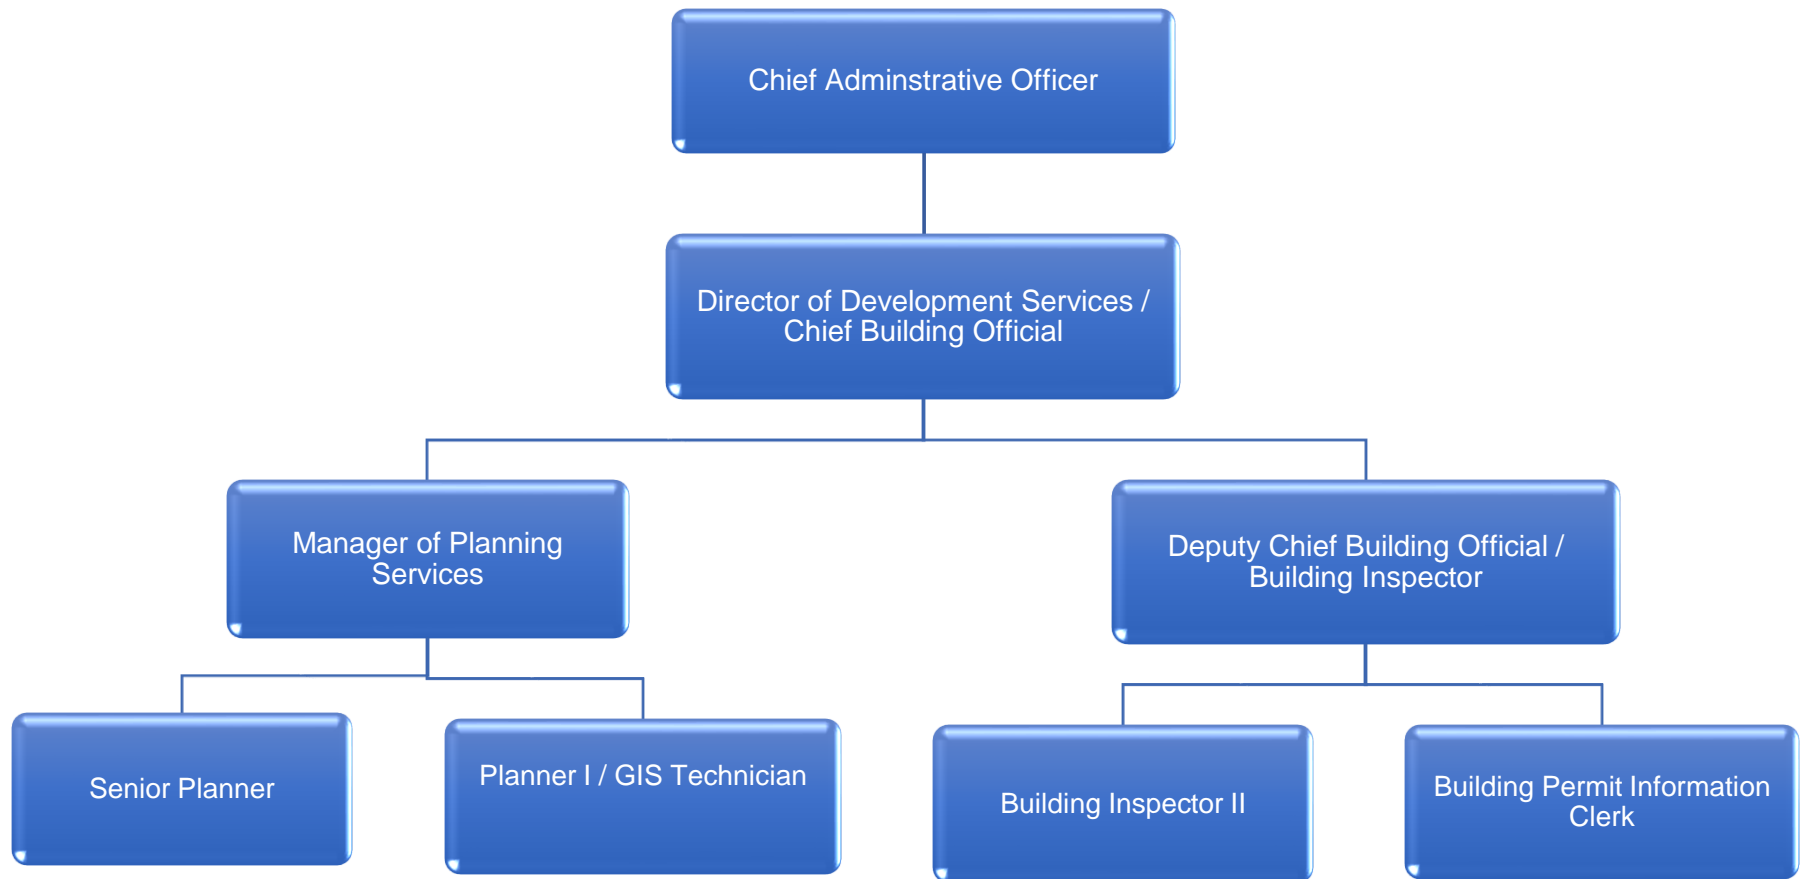 Chief Adminstrative Officer
Director of Development Services /
Chief Building Official
Manager of Planning
Services
Deputy Chief Building Official /
Building Inspector
Senior Planner
Planner I / GIS Technician
Building Inspector II
Building Permit Information
Clerk